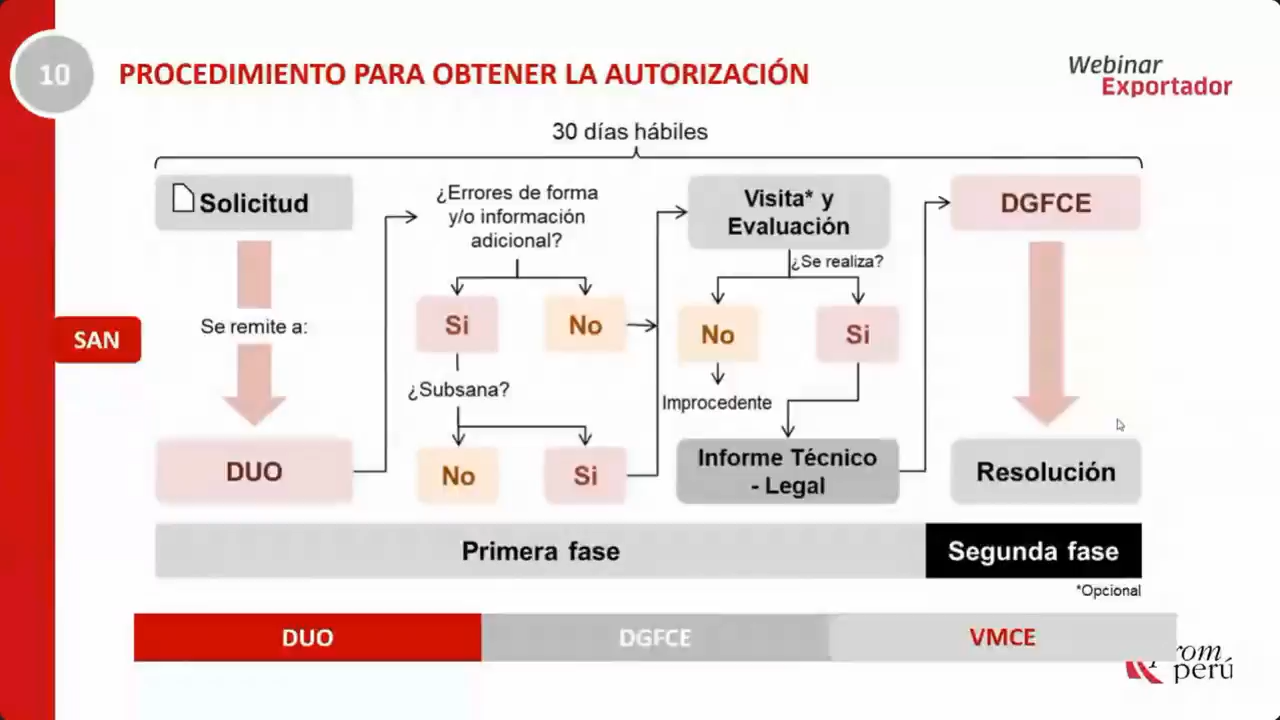 10
PROCEDIMIENTO PARA OBTENER LA AUTORIZACIÓN
Webinar
Exportador
30 días hábiles
Solicitud
Se remite a:
DUO
SAN
¿Errores de forma
y/o información
adicional?
Si
No
¿Subsana?
No
Si
Visita* y
Evaluación
¿Se realiza?
No
Si
Improcedente
Informe Técnico
- Legal
DGFCE
Resolución
Primera fase
Segunda fase
*Opcional
DUO
DGFCE
VMCE
prom
perú